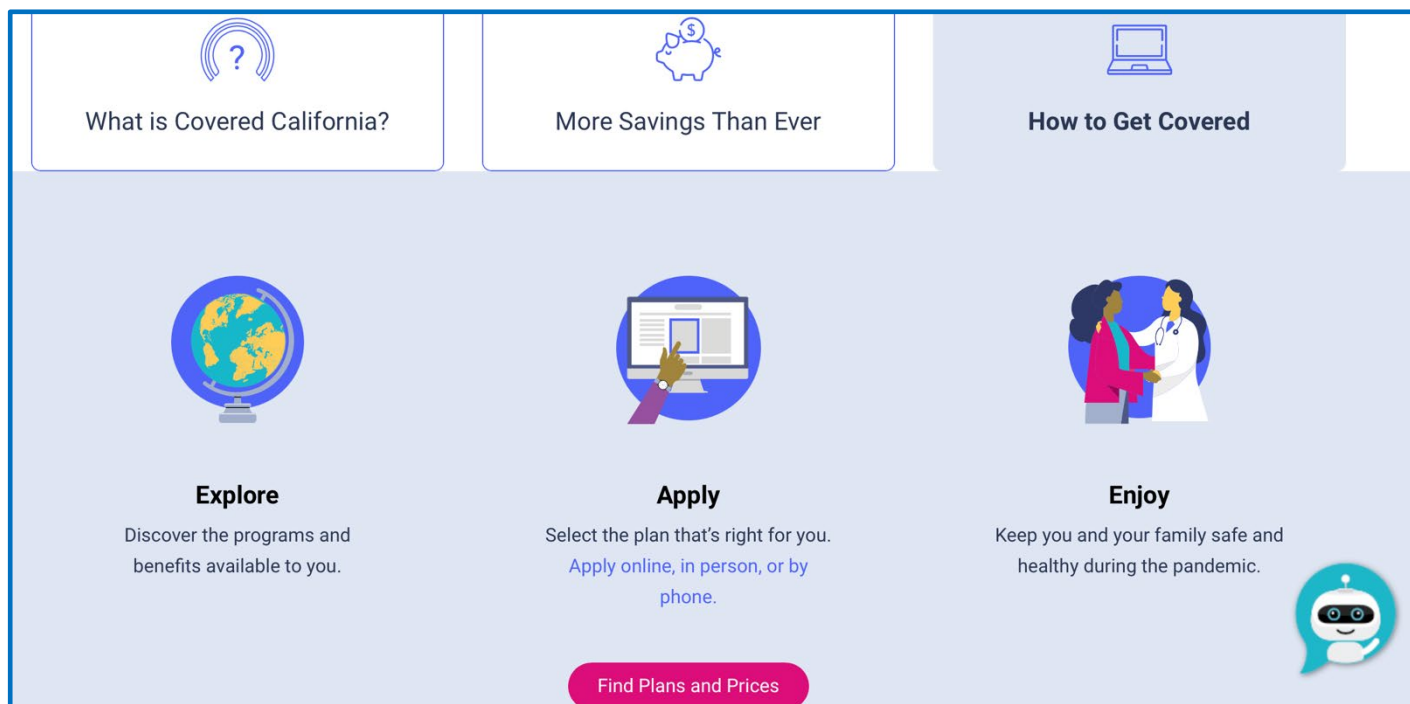 ?
$
What is Covered California?
More Savings Than Ever
How to Get Covered
Explore
Discover the programs and
benefits available to you.
Apply
Select the plan that’s right for you.
Apply online, in person, or by
phone.
Enjoy
Keep you and your family safe and
healthy during the pandemic.
Find Plans and Prices